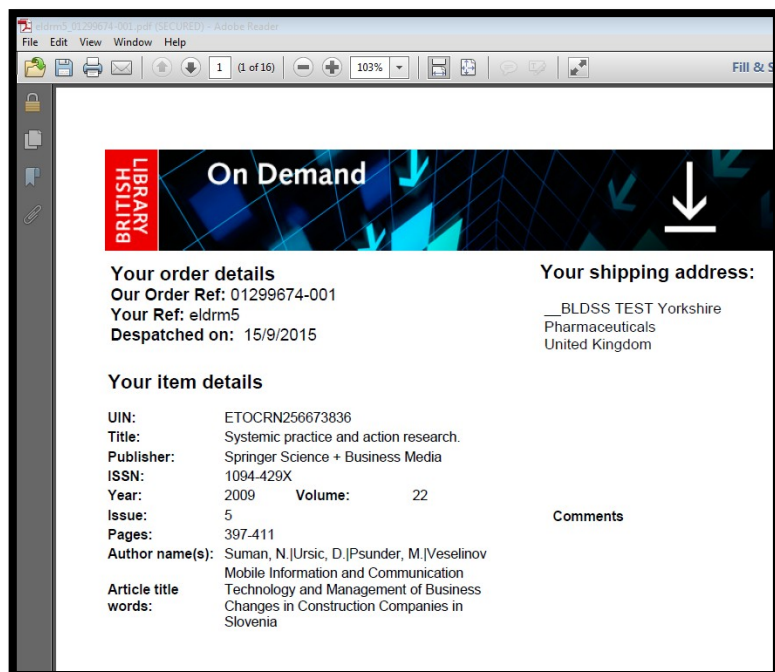 eldrm5_01299674-001.pdf (SECURED) - Adobe Reader
File Edit View Window Help
1 (1 of 16) 103% Fill & S
BRITISH
LIBRARY
On Demand
Your order details
Our Order Ref: 01299674-001
Your Ref: eldrm5
Despatched on: 15/9/2015
Your shipping address:
__BLDSS TEST Yorkshire
Pharmaceuticals
United Kingdom
Your item details
UIN: ETOCRN256673836
Title: Systemic practice and action research.
Publisher: Springer Science + Business Media
ISSN: 1094-429X
Year: 2009 Volume: 22
Issue: 5
Comments
Pages: 397-411
Author name(s): Suman, N.|Ursic, D.|Psunder, M.|Veselinov
Article title words: Mobile Information and Communication
Technology and Management of Business
Changes in Construction Companies in
Slovenia